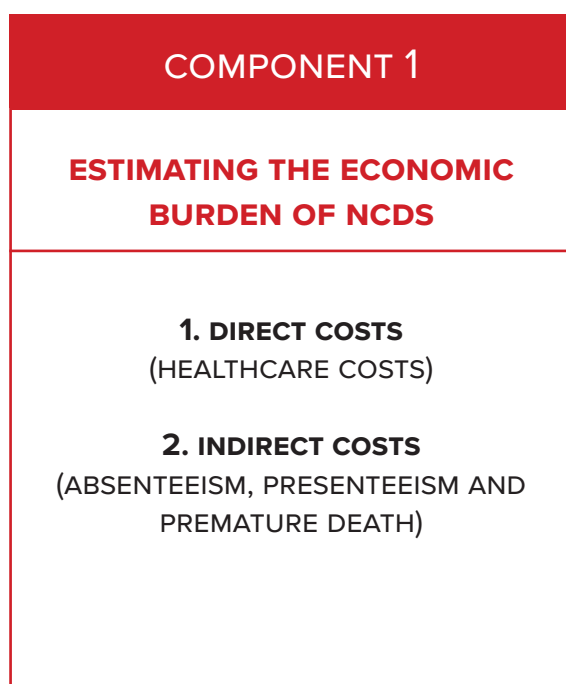 COMPONENT 1
ESTIMATING THE ECONOMIC
BURDEN OF NCDS
1. DIRECT COSTS
(HEALTHCARE COSTS)
2. INDIRECT COSTS
(ABSENTEEISM, PRESENTEEISM AND
PREMATURE DEATH)